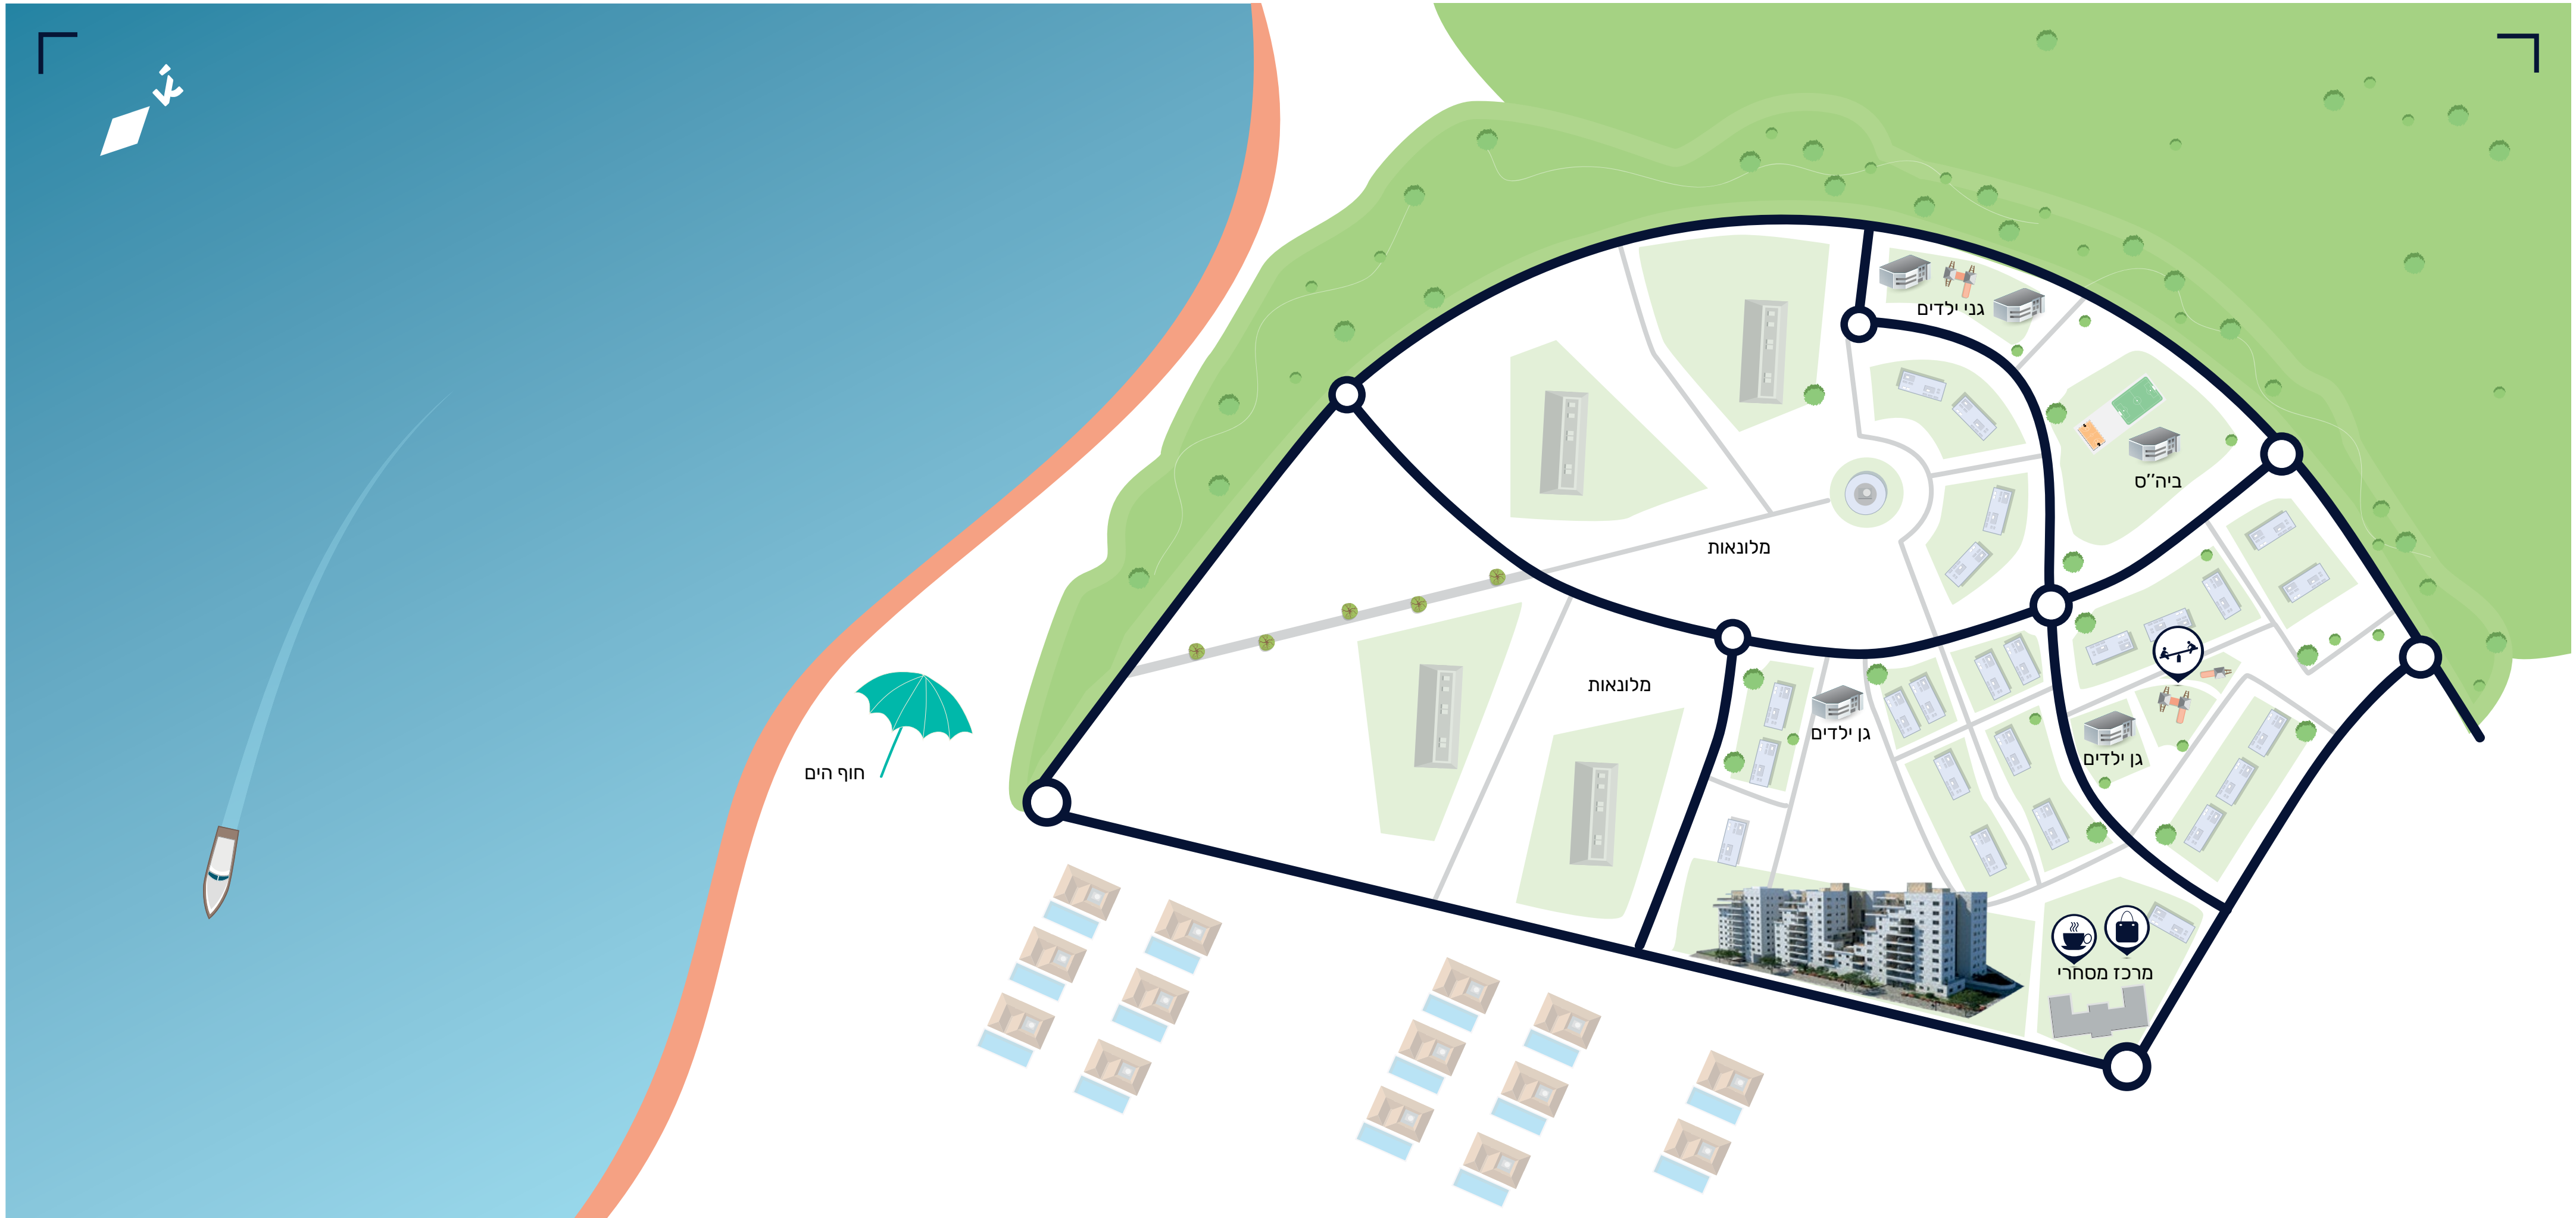 גני ילדים
ביה"ס
מלונאות
מלונאות
גן ילדים
גן ילדים
חוף הים
מרכז מסחרי